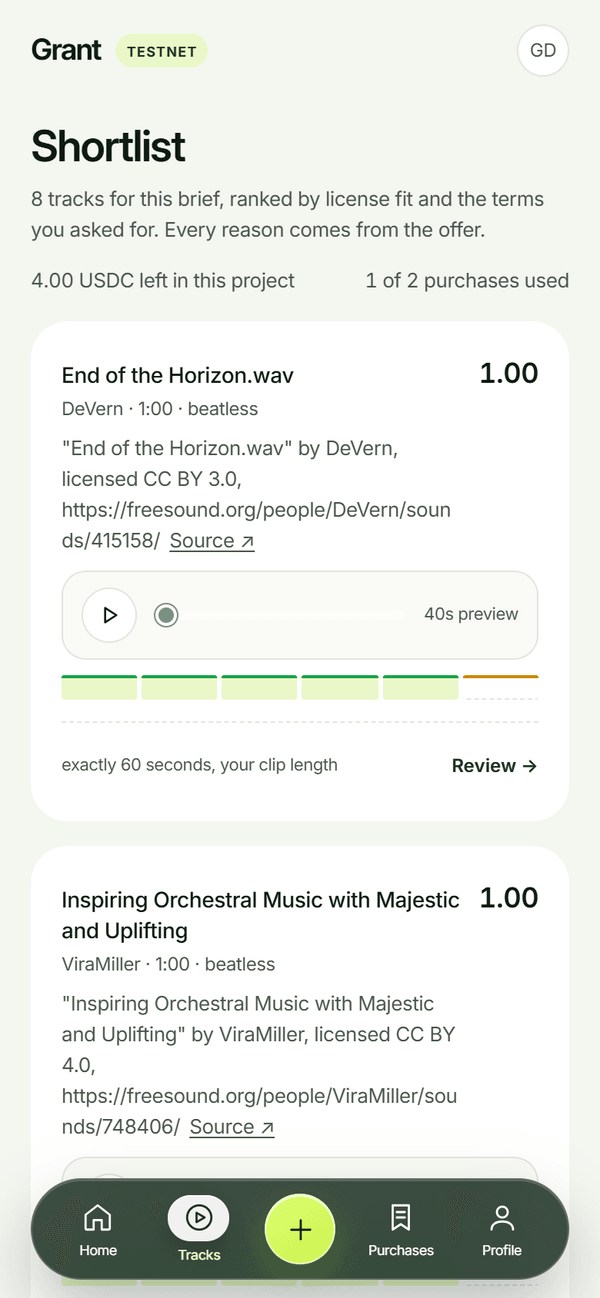 Grant
TESTNET
GD
Shortlist
8 tracks for this brief, ranked by license fit and the terms
you asked for. Every reason comes from the offer.
4.00 USDC left in this project
1 of 2 purchases used
End of the Horizon.wav
1.00
DeVern · 1:00 · beatless
"End of the Horizon.wav" by DeVern,
licensed CC BY 3.0,
https://freesound.org/people/DeVern/soun
ds/415158/ Source ↗
40s preview
exactly 60 seconds, your clip length
Review →
Inspiring Orchestral Music with Majestic
and Uplifting
1.00
ViraMiller · 1:00 · beatless
"Inspiring Orchestral Music with Majestic
and Uplifting" by ViraMiller, licensed CC BY
4.0,
https://freesound.org/people/ViraMiller/sou
nds/748406/ Source ↗
Home
Tracks
Purchases
Profile